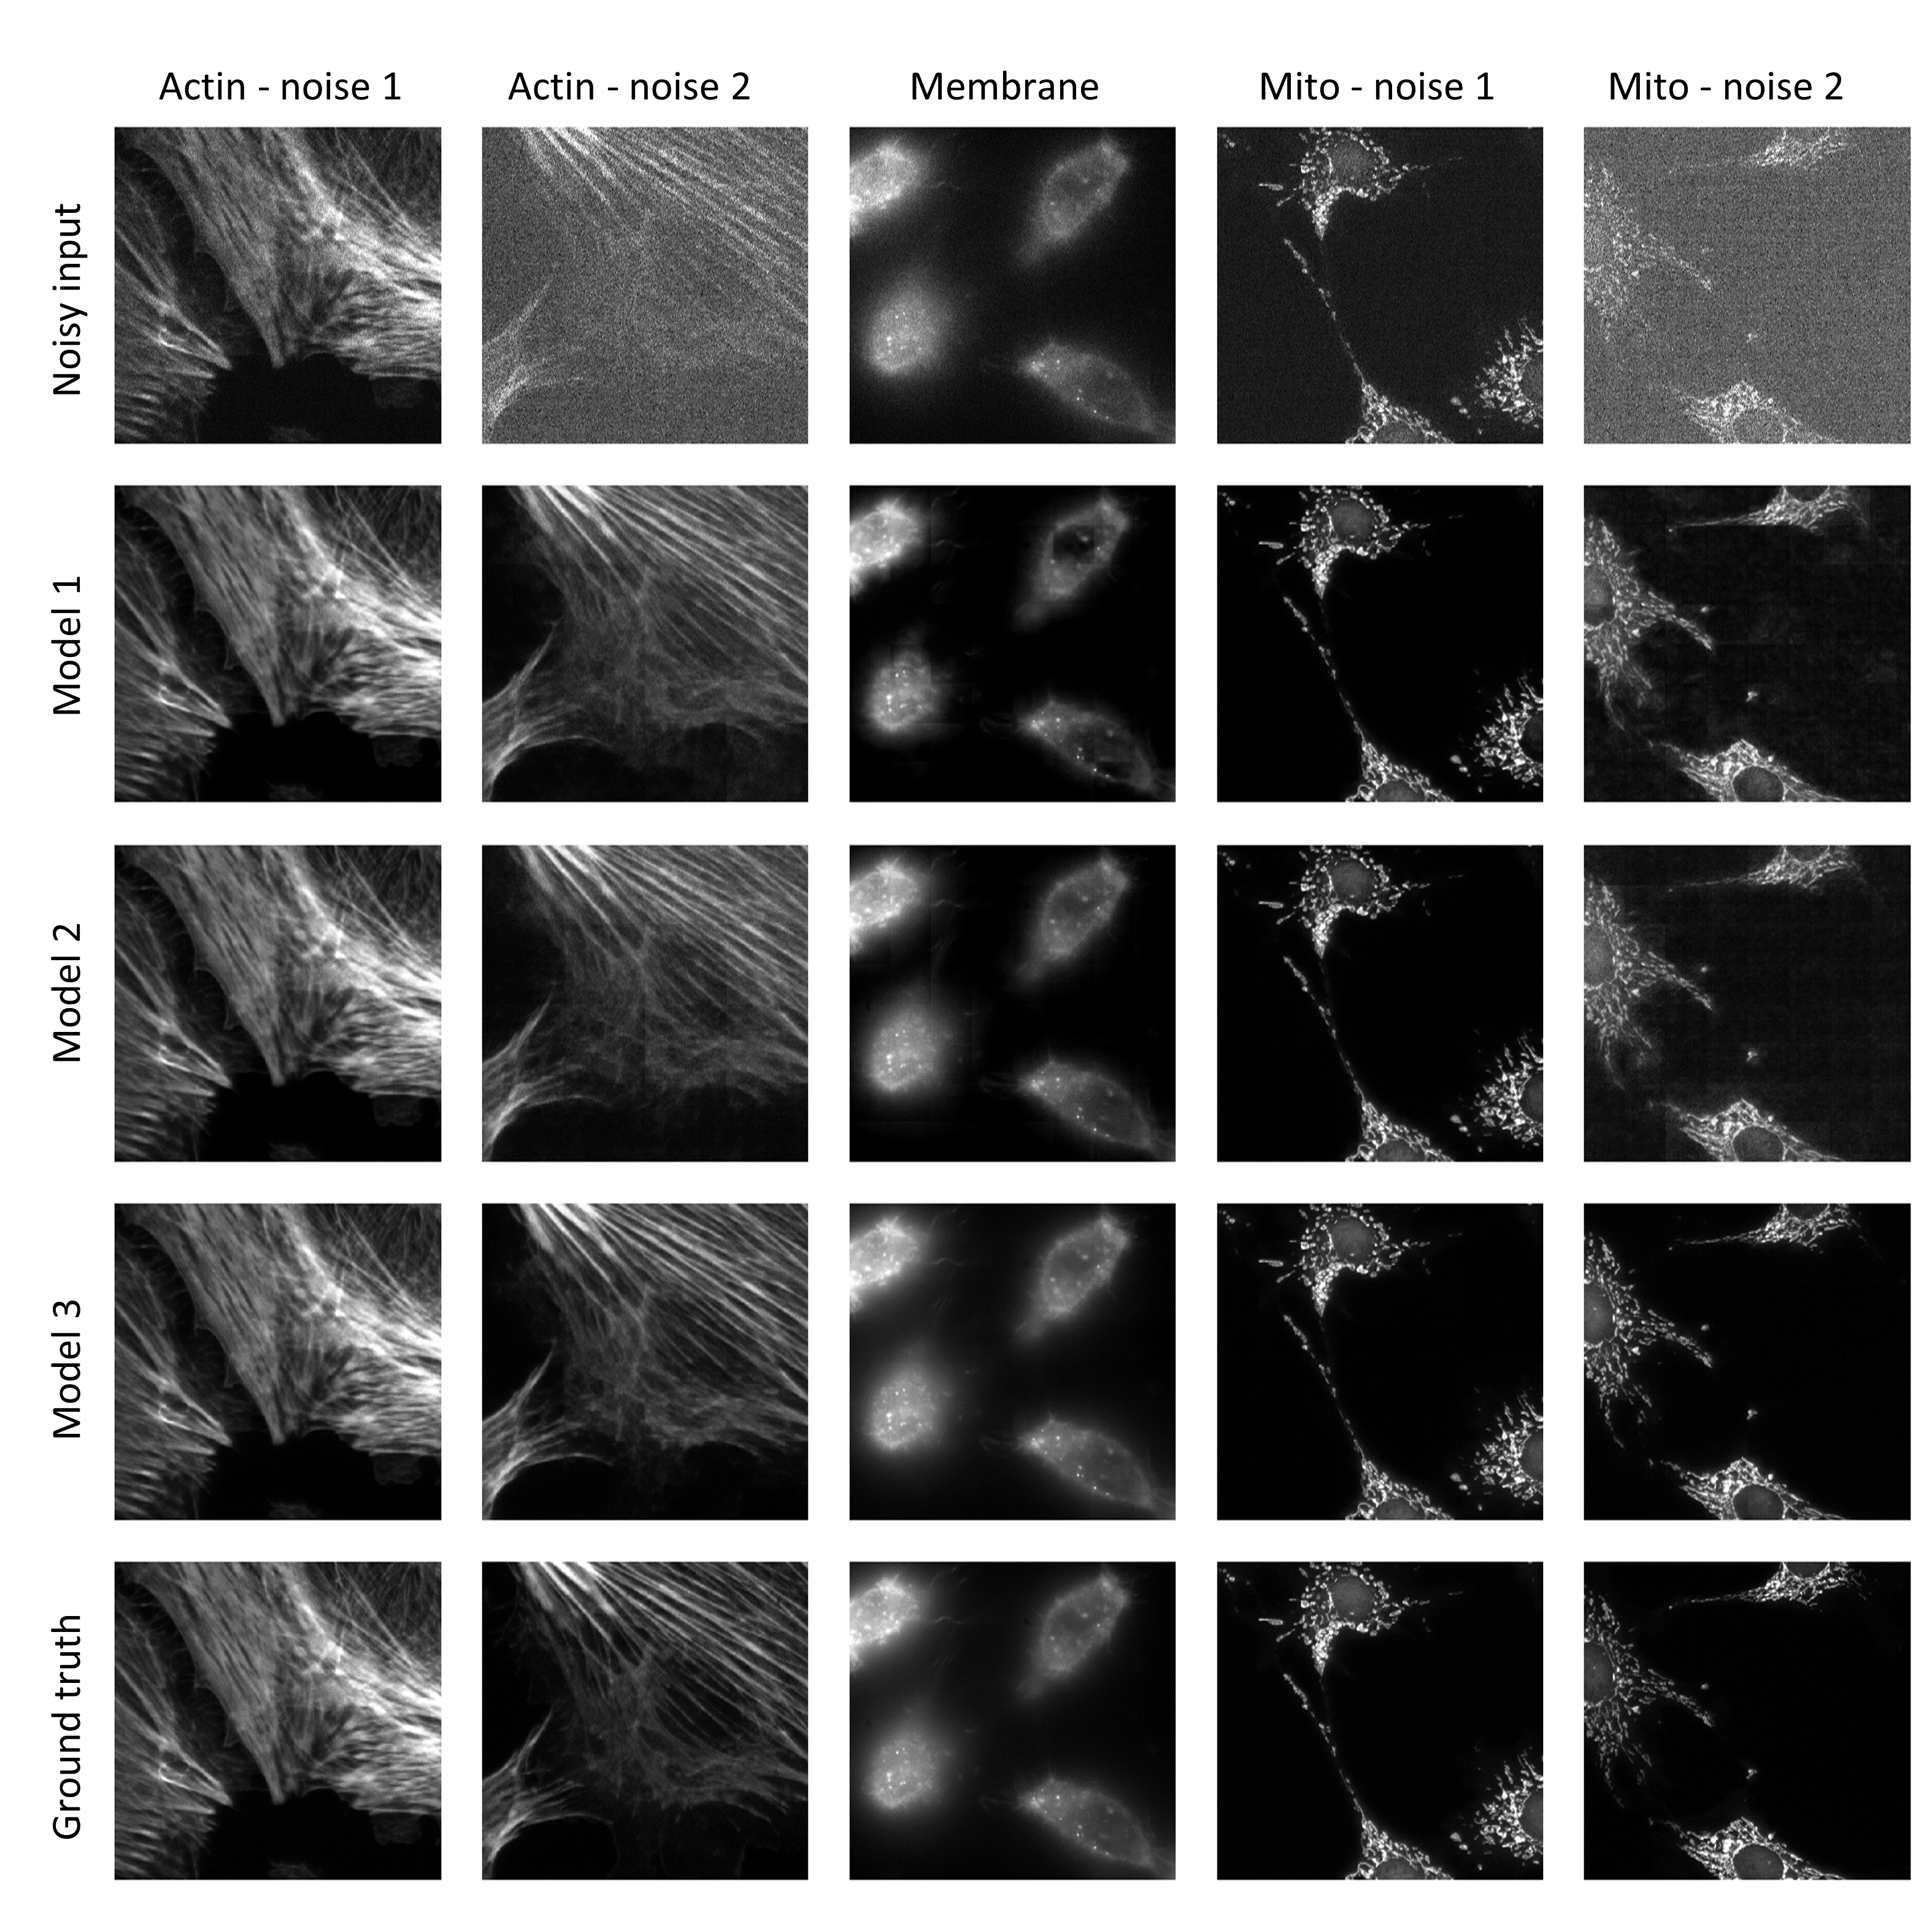 Actin - noise 1
Actin - noise 2
Membrane
Mito - noise 1
Mito - noise 2
Noisy input
Model 1
Model 2
Model 3
Ground truth